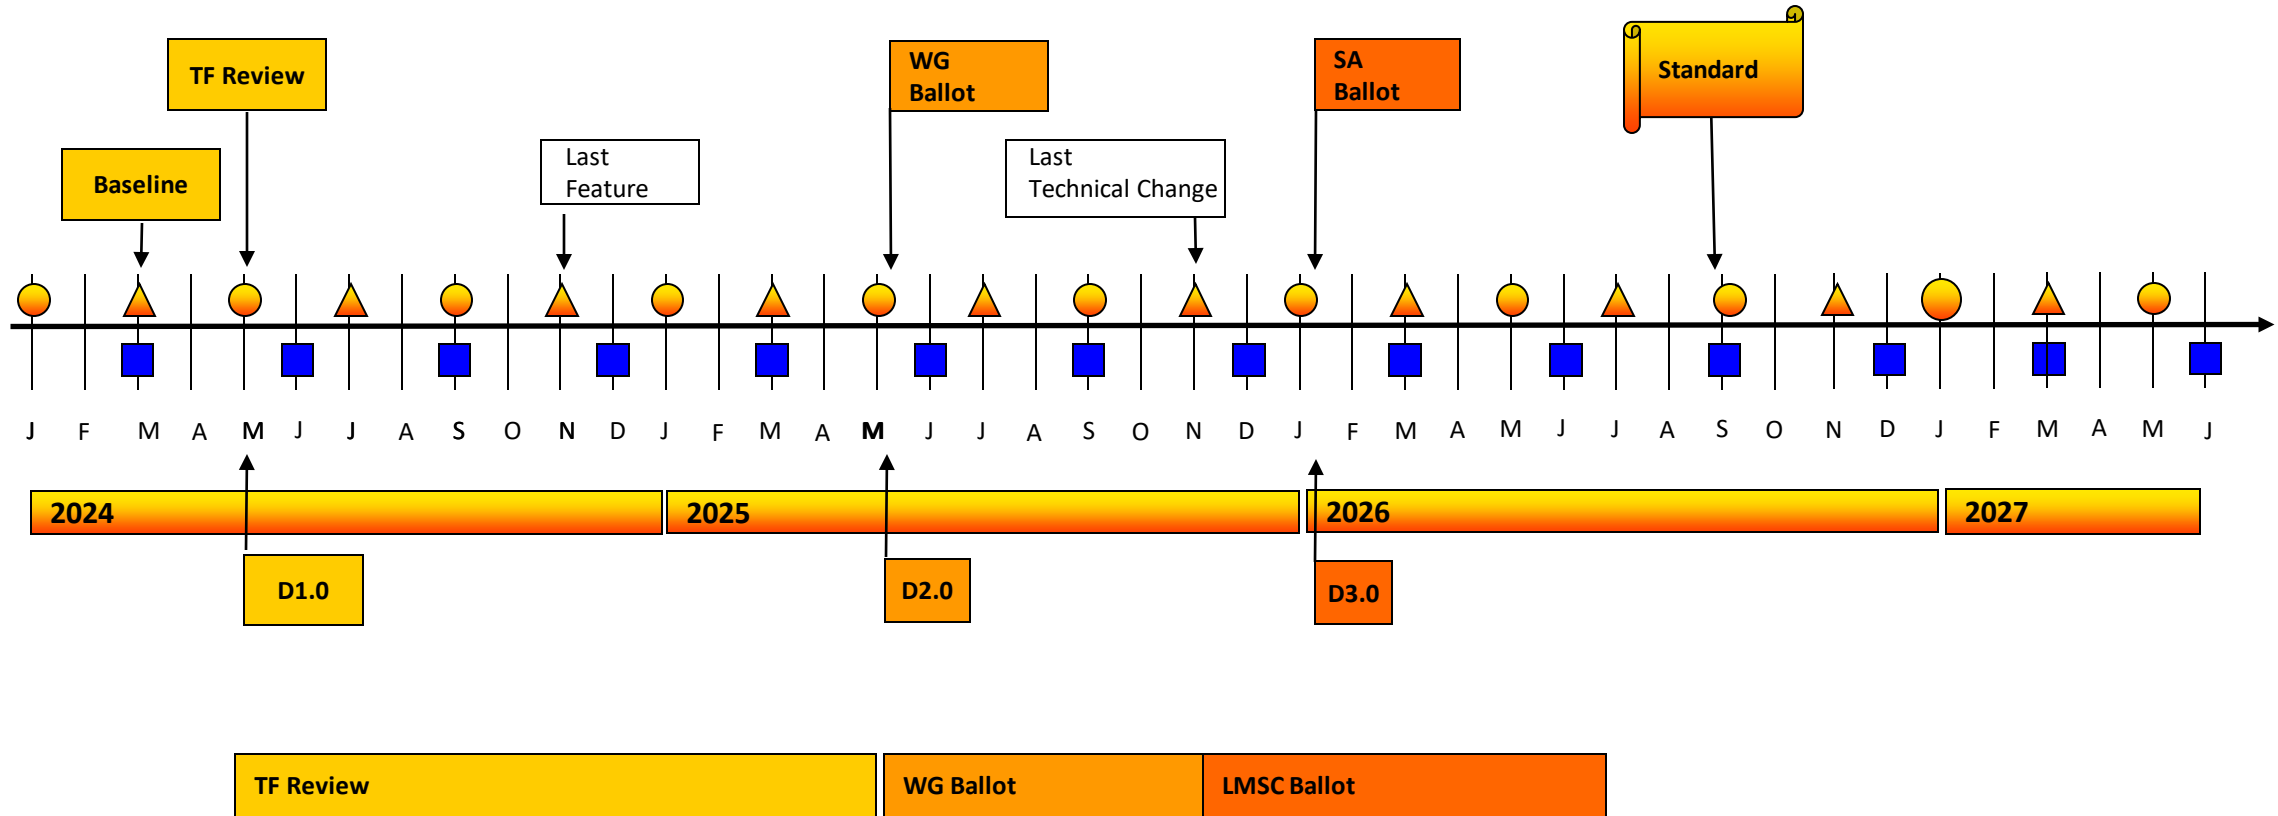 TF Review
WG
Ballot
SA
Ballot
Standard
Baseline
Last
Feature
Last
Technical Change
J F M A M J J A S O N D J F M A M J J A S O N D J F M A M J J A S O N D J F M A M J
2024 2025 2026 2027
D1.0 D2.0 D3.0
TF Review WG Ballot LMSC Ballot